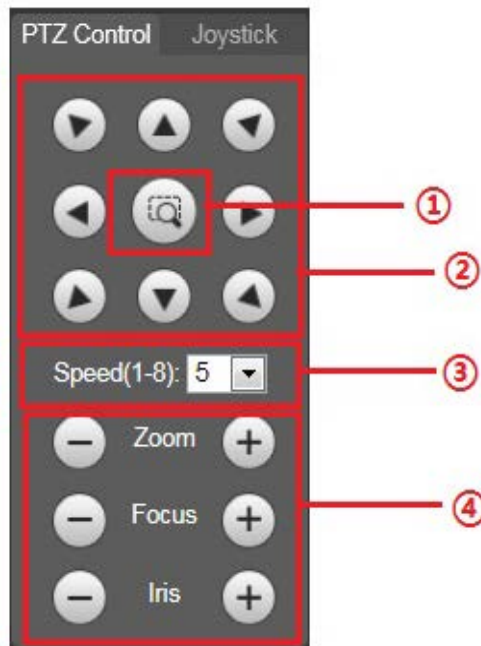 PTZ Control Joystick
①
②
Speed(1-8): 5
③
Zoom
Focus
④
Iris